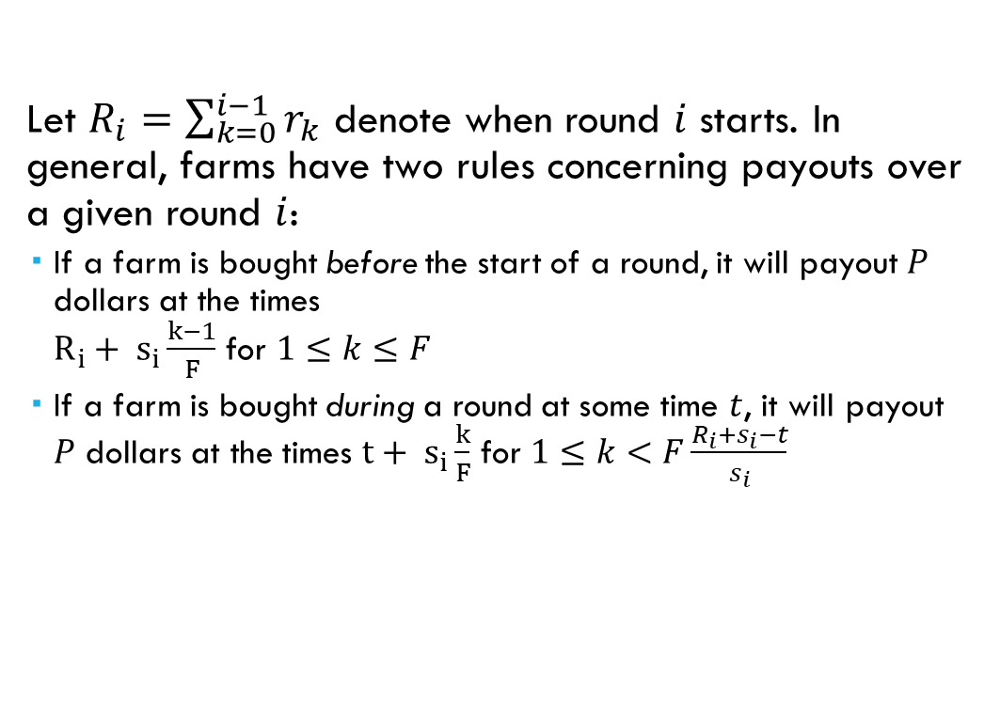 Let $R_i = \sum_{k=0}^{i-1} r_k$ denote when round $i$ starts. In
general, farms have two rules concerning payouts over
a given round $i$:
▪ If a farm is bought before the start of a round, it will payout $P$
dollars at the times
$\mathrm{R_i} + \mathrm{s_i} \frac{\mathrm{k}-1}{\mathrm{F}}$ for $1 \leq k \leq F$
▪ If a farm is bought during a round at some time $t$, it will payout
$P$ dollars at the times $\mathrm{t} + \mathrm{s_i} \frac{\mathrm{k}}{\mathrm{F}}$ for $1 \leq k < F \frac{R_i + s_i - t}{s_i}$